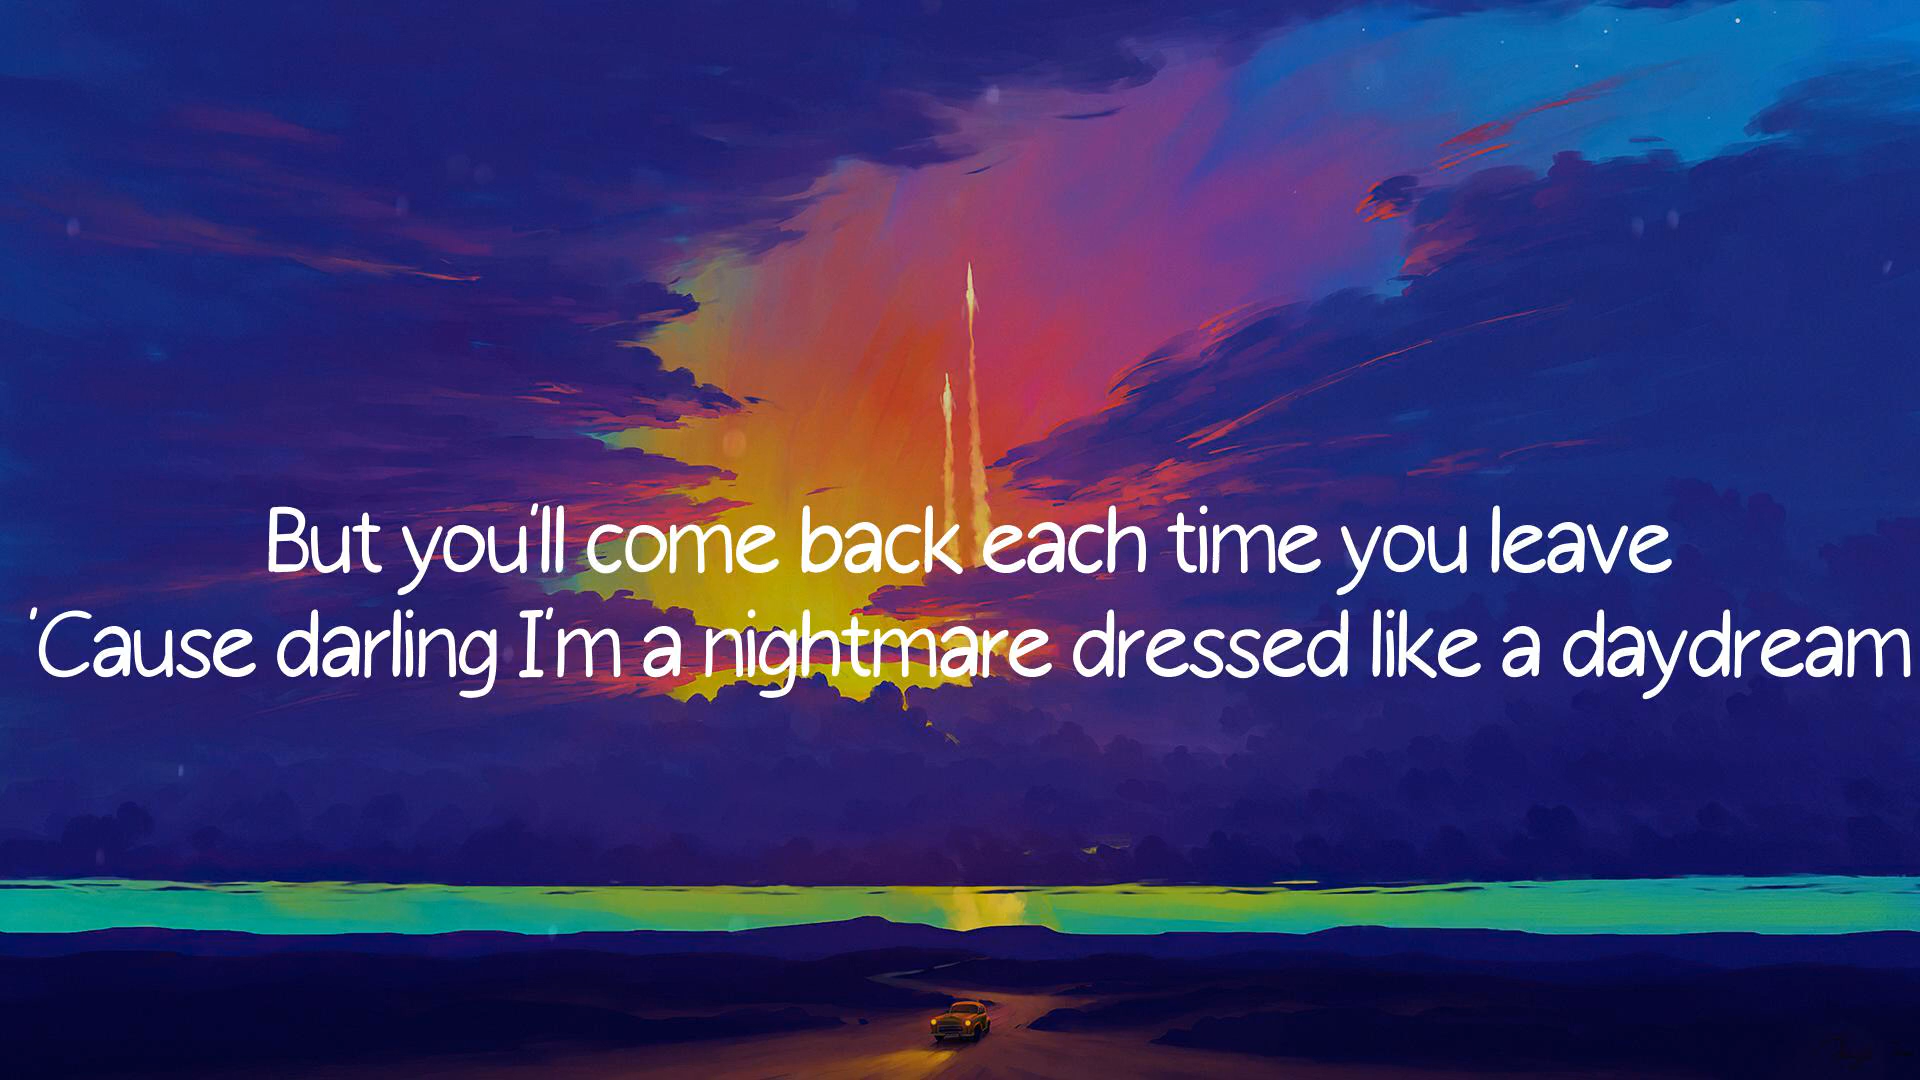 But you'll come back each time you leave
'Cause darling I'm a nightmare dressed like a daydream